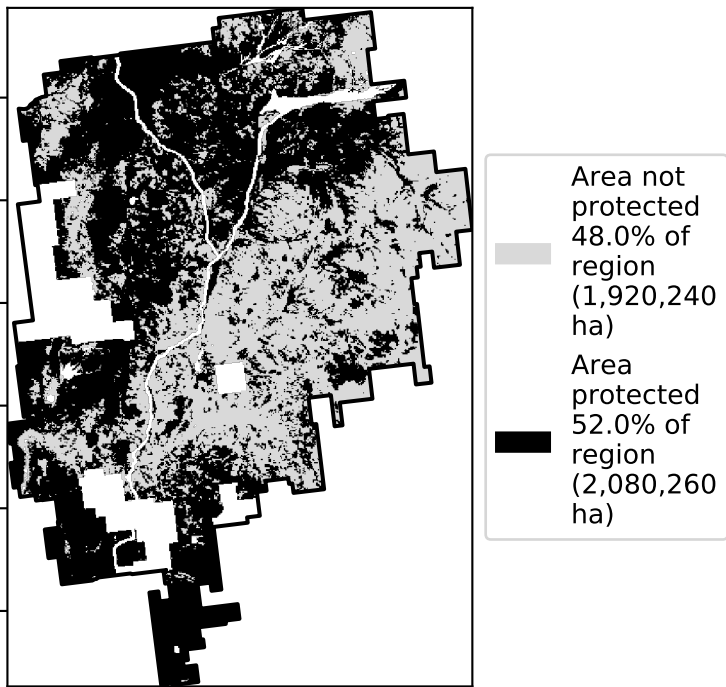 Area not
protected
48.0% of
region
(1,920,240
ha)
Area
protected
52.0% of
region
(2,080,260
ha)